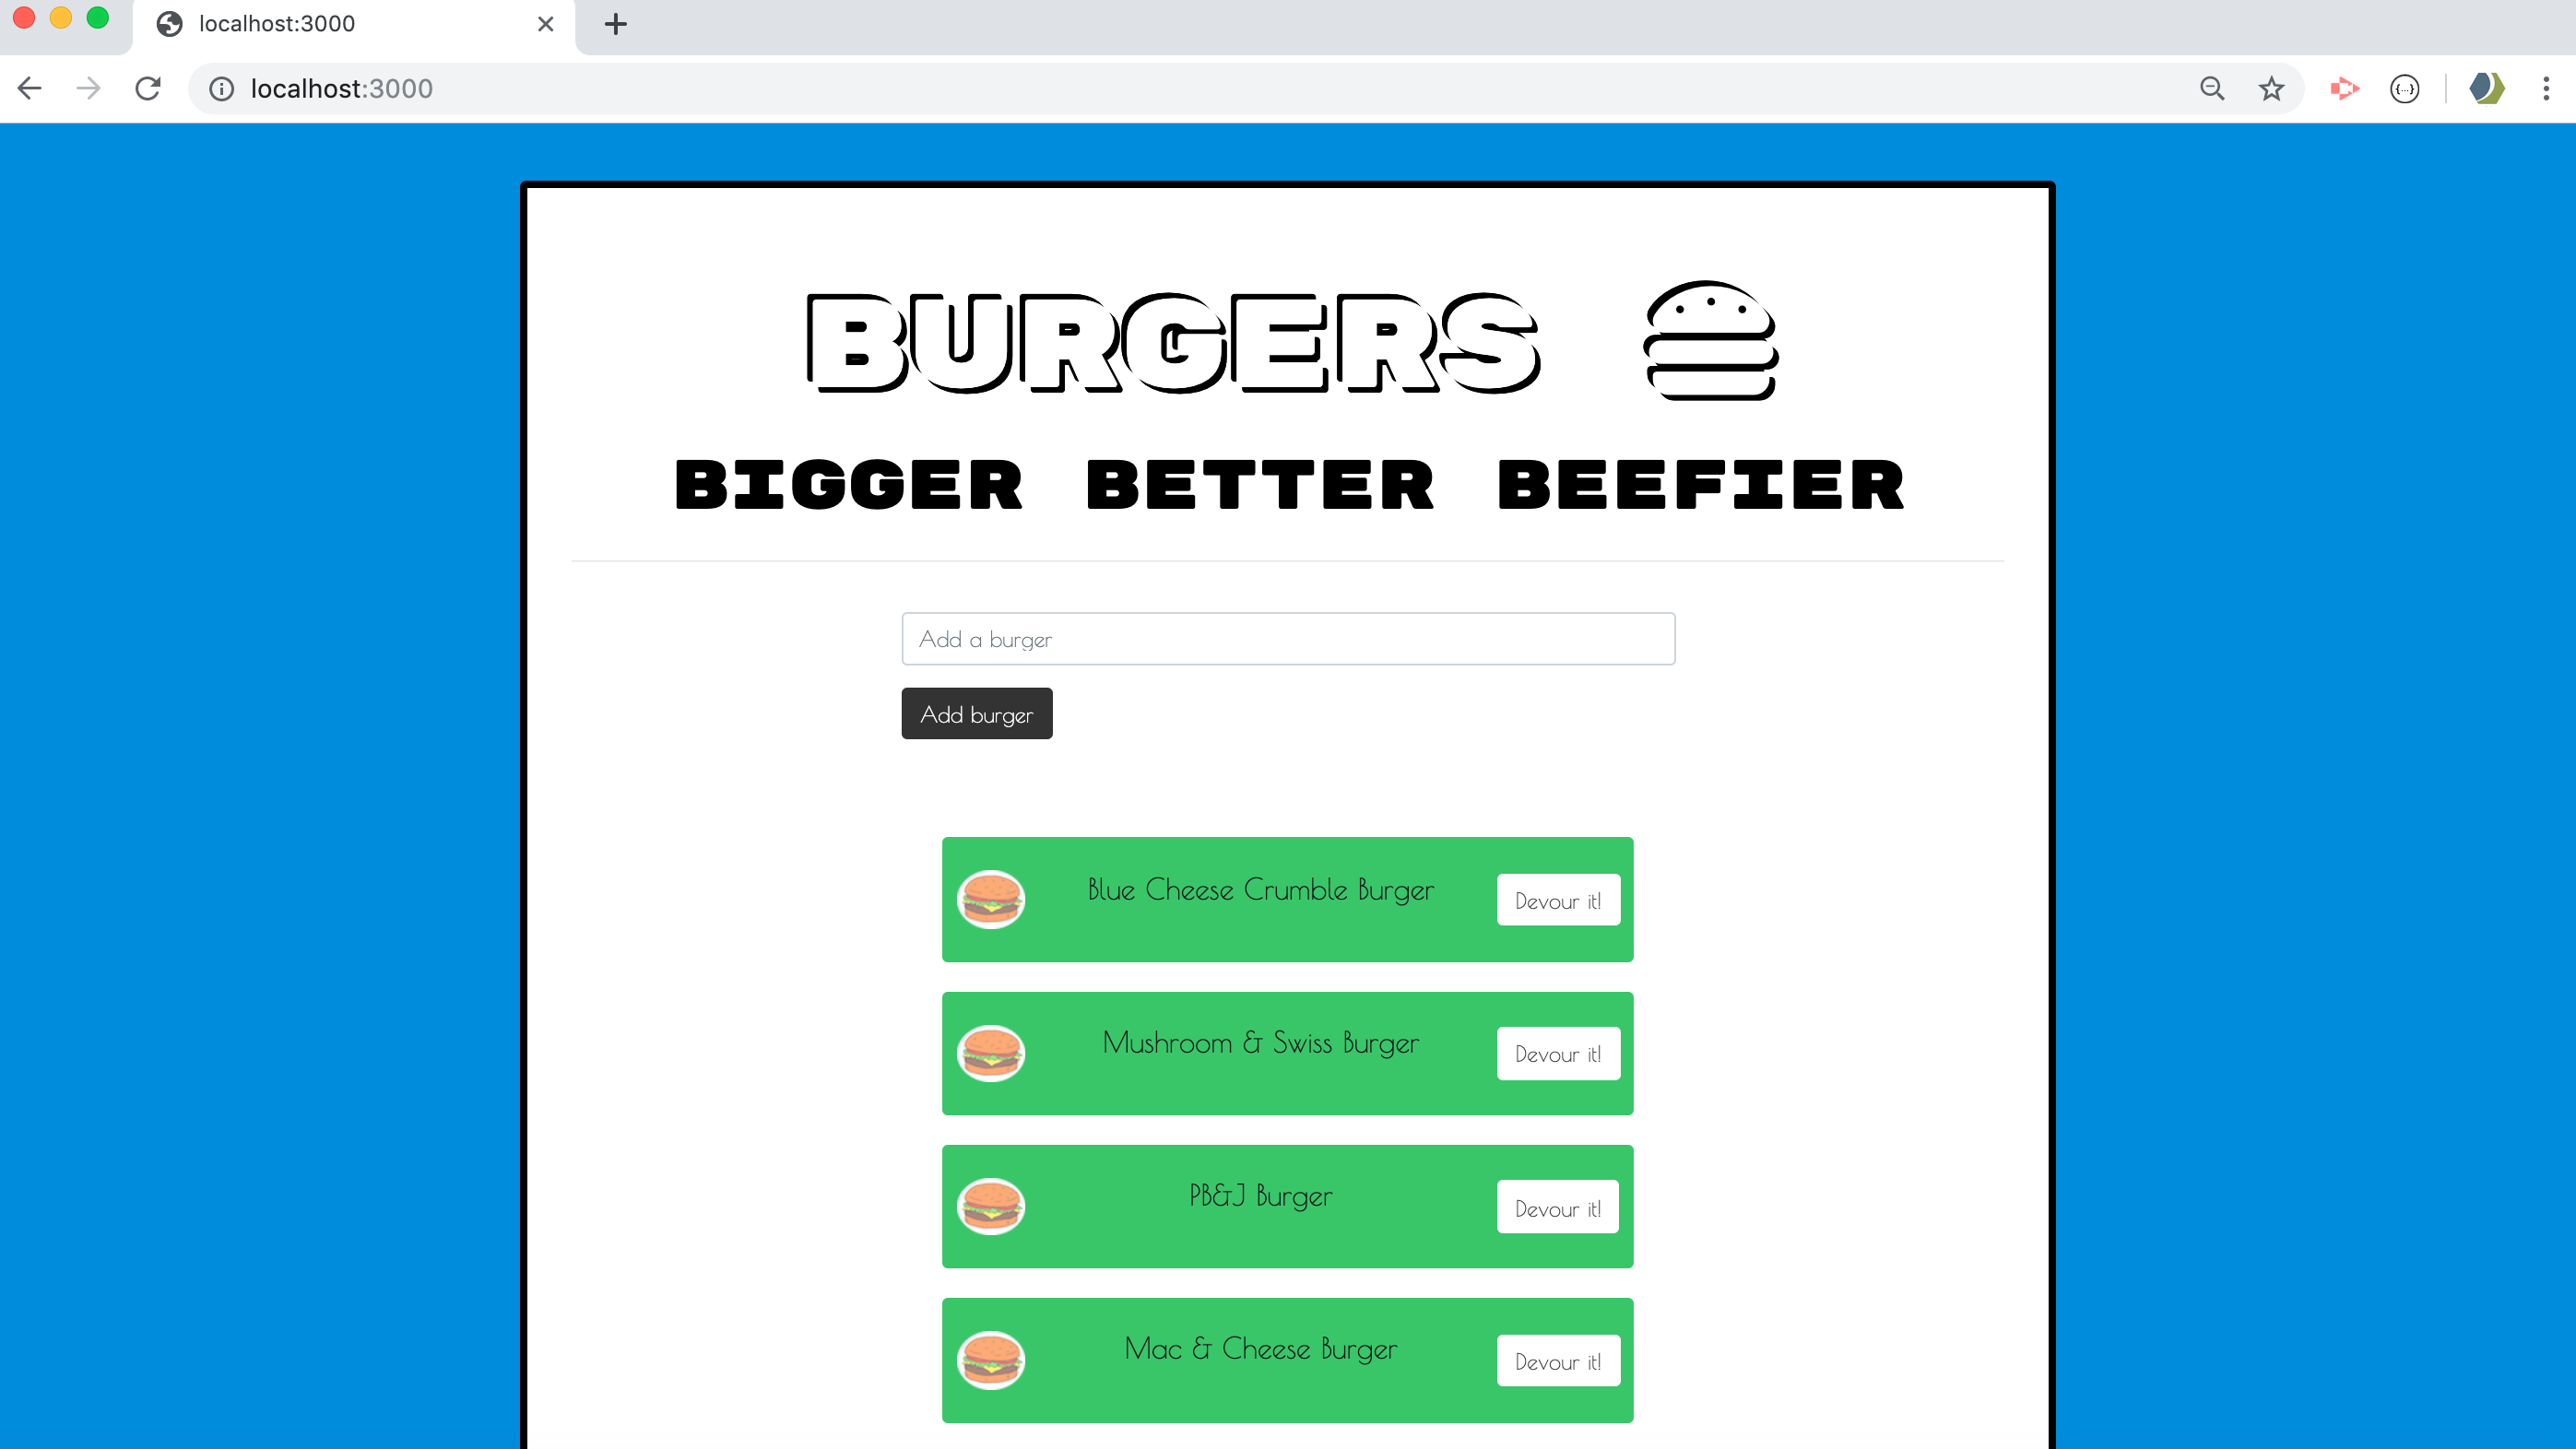 localhost:3000
localhost:3000
BURGERS
BIGGER BETTER BEEFIER
Add a burger
Add burger
Blue Cheese Crumble Burger
Devour it!
Mushroom & Swiss Burger
Devour it!
PB&J Burger
Devour it!
Mac & Cheese Burger
Devour it!